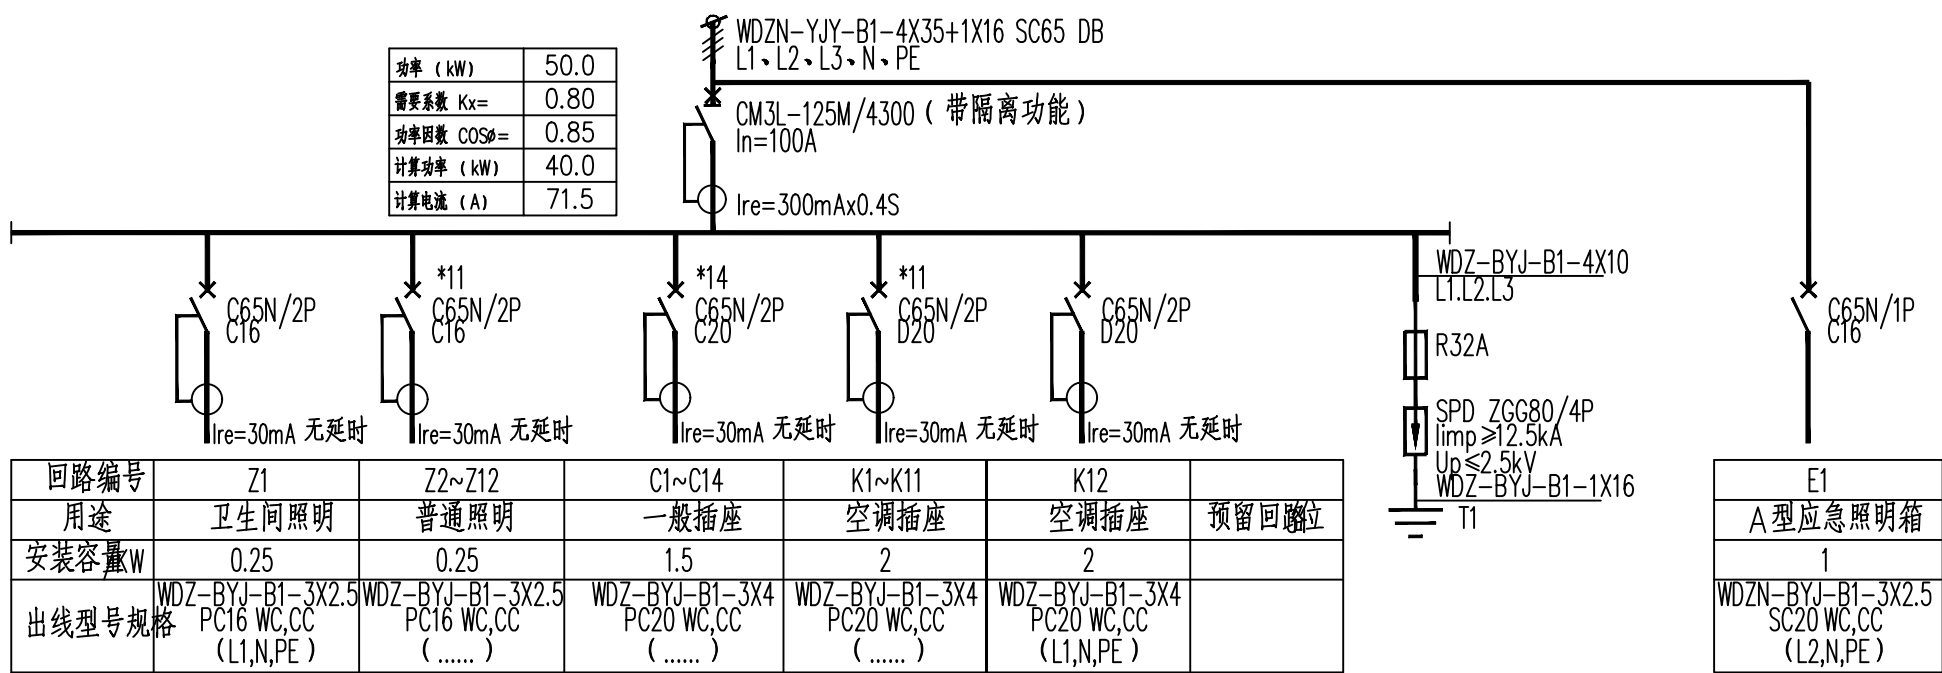 WDZN-YJY-B1-4X35+1X16 SC65 DB
L1、L2、L3、N、PE
功率（kW） 50.0
需要系数 Kx= 0.80
功率因数 COSø= 0.85
计算功率（kW） 40.0
计算电流（A） 71.5
CM3L-125M/4300（带隔离功能）
In=100A
Ire=300mAx0.4S
C65N/2P
C16
Ire=30mA 无延时
*11
C65N/2P
C16
Ire=30mA 无延时
*14
C65N/2P
C20
Ire=30mA 无延时
*11
C65N/2P
D20
Ire=30mA 无延时
C65N/2P
D20
Ire=30mA 无延时
WDZ-BYJ-B1-4X10
L1.L2.L3
R32A
SPD ZGG80/4P
Iimp≥12.5kA
Up≤2.5kV
WDZ-BYJ-B1-1X16
T1
C65N/1P
C16
回路编号 Z1 Z2~Z12 C1~C14 K1~K11 K12
用途 卫生间照明 普通照明 一般插座 空调插座 空调插座 预留回路位
安装容量/KW 0.25 0.25 1.5 2 2
出线型号规格
WDZ-BYJ-B1-3X2.5
PC16 WC,CC
(L1,N,PE)
WDZ-BYJ-B1-3X2.5
PC16 WC,CC
(......)
WDZ-BYJ-B1-3X4
PC20 WC,CC
(......)
WDZ-BYJ-B1-3X4
PC20 WC,CC
(......)
WDZ-BYJ-B1-3X4
PC20 WC,CC
(L1,N,PE)
E1
A型应急照明箱
1
WDZN-BYJ-B1-3X2.5
SC20 WC,CC
(L2,N,PE)